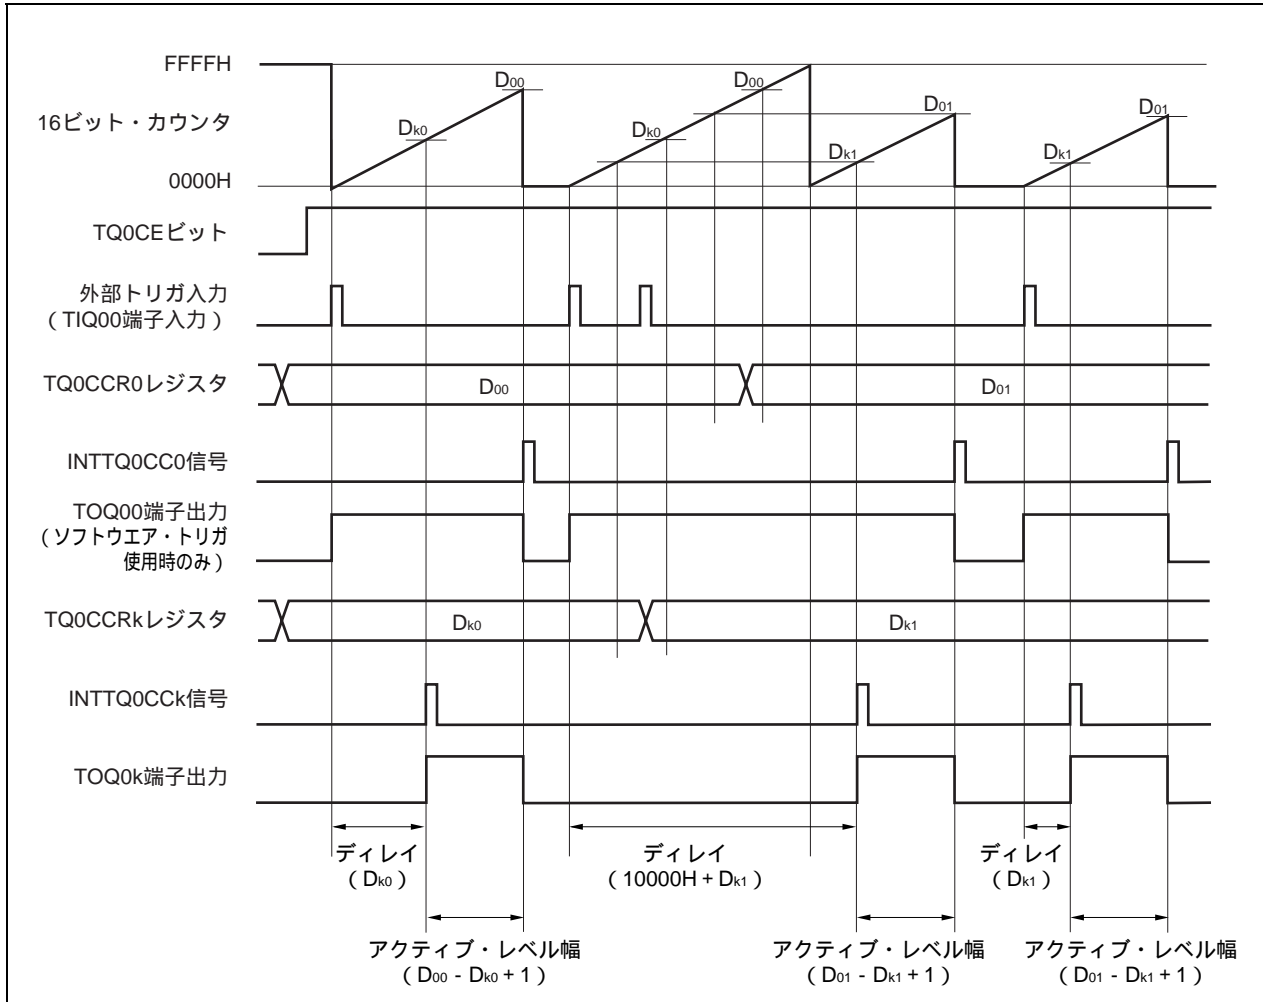 FFFFH
16ビット・カウンタ
0000H
D00
Dk0
D00
Dk0
D01
Dk1
D01
Dk1
TQ0CEビット
外部トリガ入力
（TIQ00端子入力）
TQ0CCR0レジスタ
D00
D01
INTTQ0CC0信号
TOQ00端子出力
（ソフトウエア・トリガ
使用時のみ）
TQ0CCRkレジスタ
Dk0
Dk1
INTTQ0CCk信号
TOQ0k端子出力
ディレイ
（Dk0）
ディレイ
（10000H + Dk1）
ディレイ
（Dk1）
アクティブ・レベル幅
（D00 - Dk0 + 1）
アクティブ・レベル幅
（D01 - Dk1 + 1）
アクティブ・レベル幅
（D01 - Dk1 + 1）